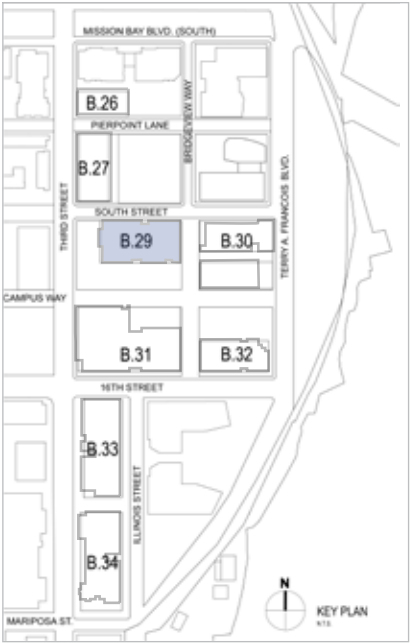 MISSION BAY BLVD. (SOUTH)
B.26
BRIDGEVIEW WAY
PIERPOINT LANE
B.27
THIRD STREET
SOUTH STREET
TERRY A. FRANCOIS BLVD.
B.29
B.30
CAMPUS WAY
B.31
B.32
16TH STREET
B.33
ILLINOIS STREET
B.34
MARIPOSA ST.
N
KEY PLAN
N.T.S.